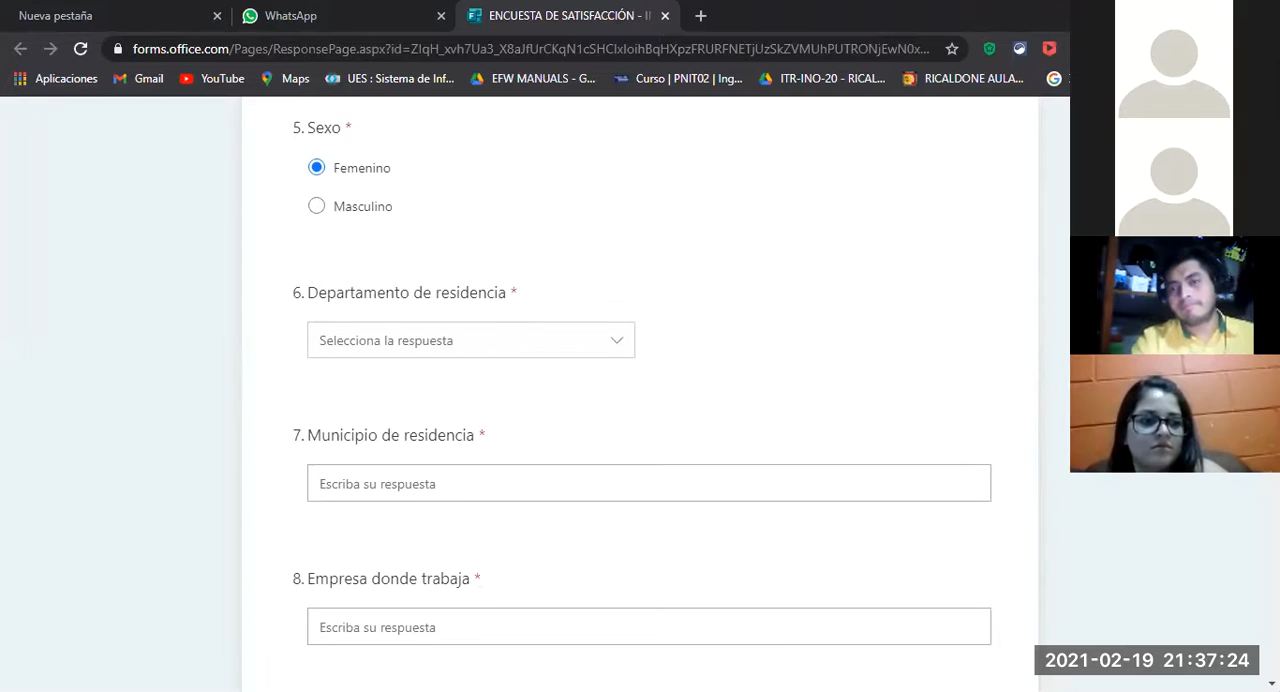 Nueva pestaña
WhatsApp
ENCUESTA DE SATISFACCIÓN - II
forms.office.com/Pages/ResponsePage.aspx?id=ZIqH_xvh7Ua3_X8aJfUrCKqN1cSHClxIoihBqHXpzFRURFNETjUzSkZVMUhPUTRONjEwN0x...
Aplicaciones
Gmail
YouTube
Maps
UES : Sistema de Inf...
EFW MANUALS - G...
Curso | PNIT02 | Ing...
ITR-INO-20 - RICAL...
RICALDONE AULA...
5. Sexo *
Femenino
Masculino
6. Departamento de residencia *
Selecciona la respuesta
7. Municipio de residencia *
Escriba su respuesta
8. Empresa donde trabaja *
Escriba su respuesta
2021-02-19 21:37:24